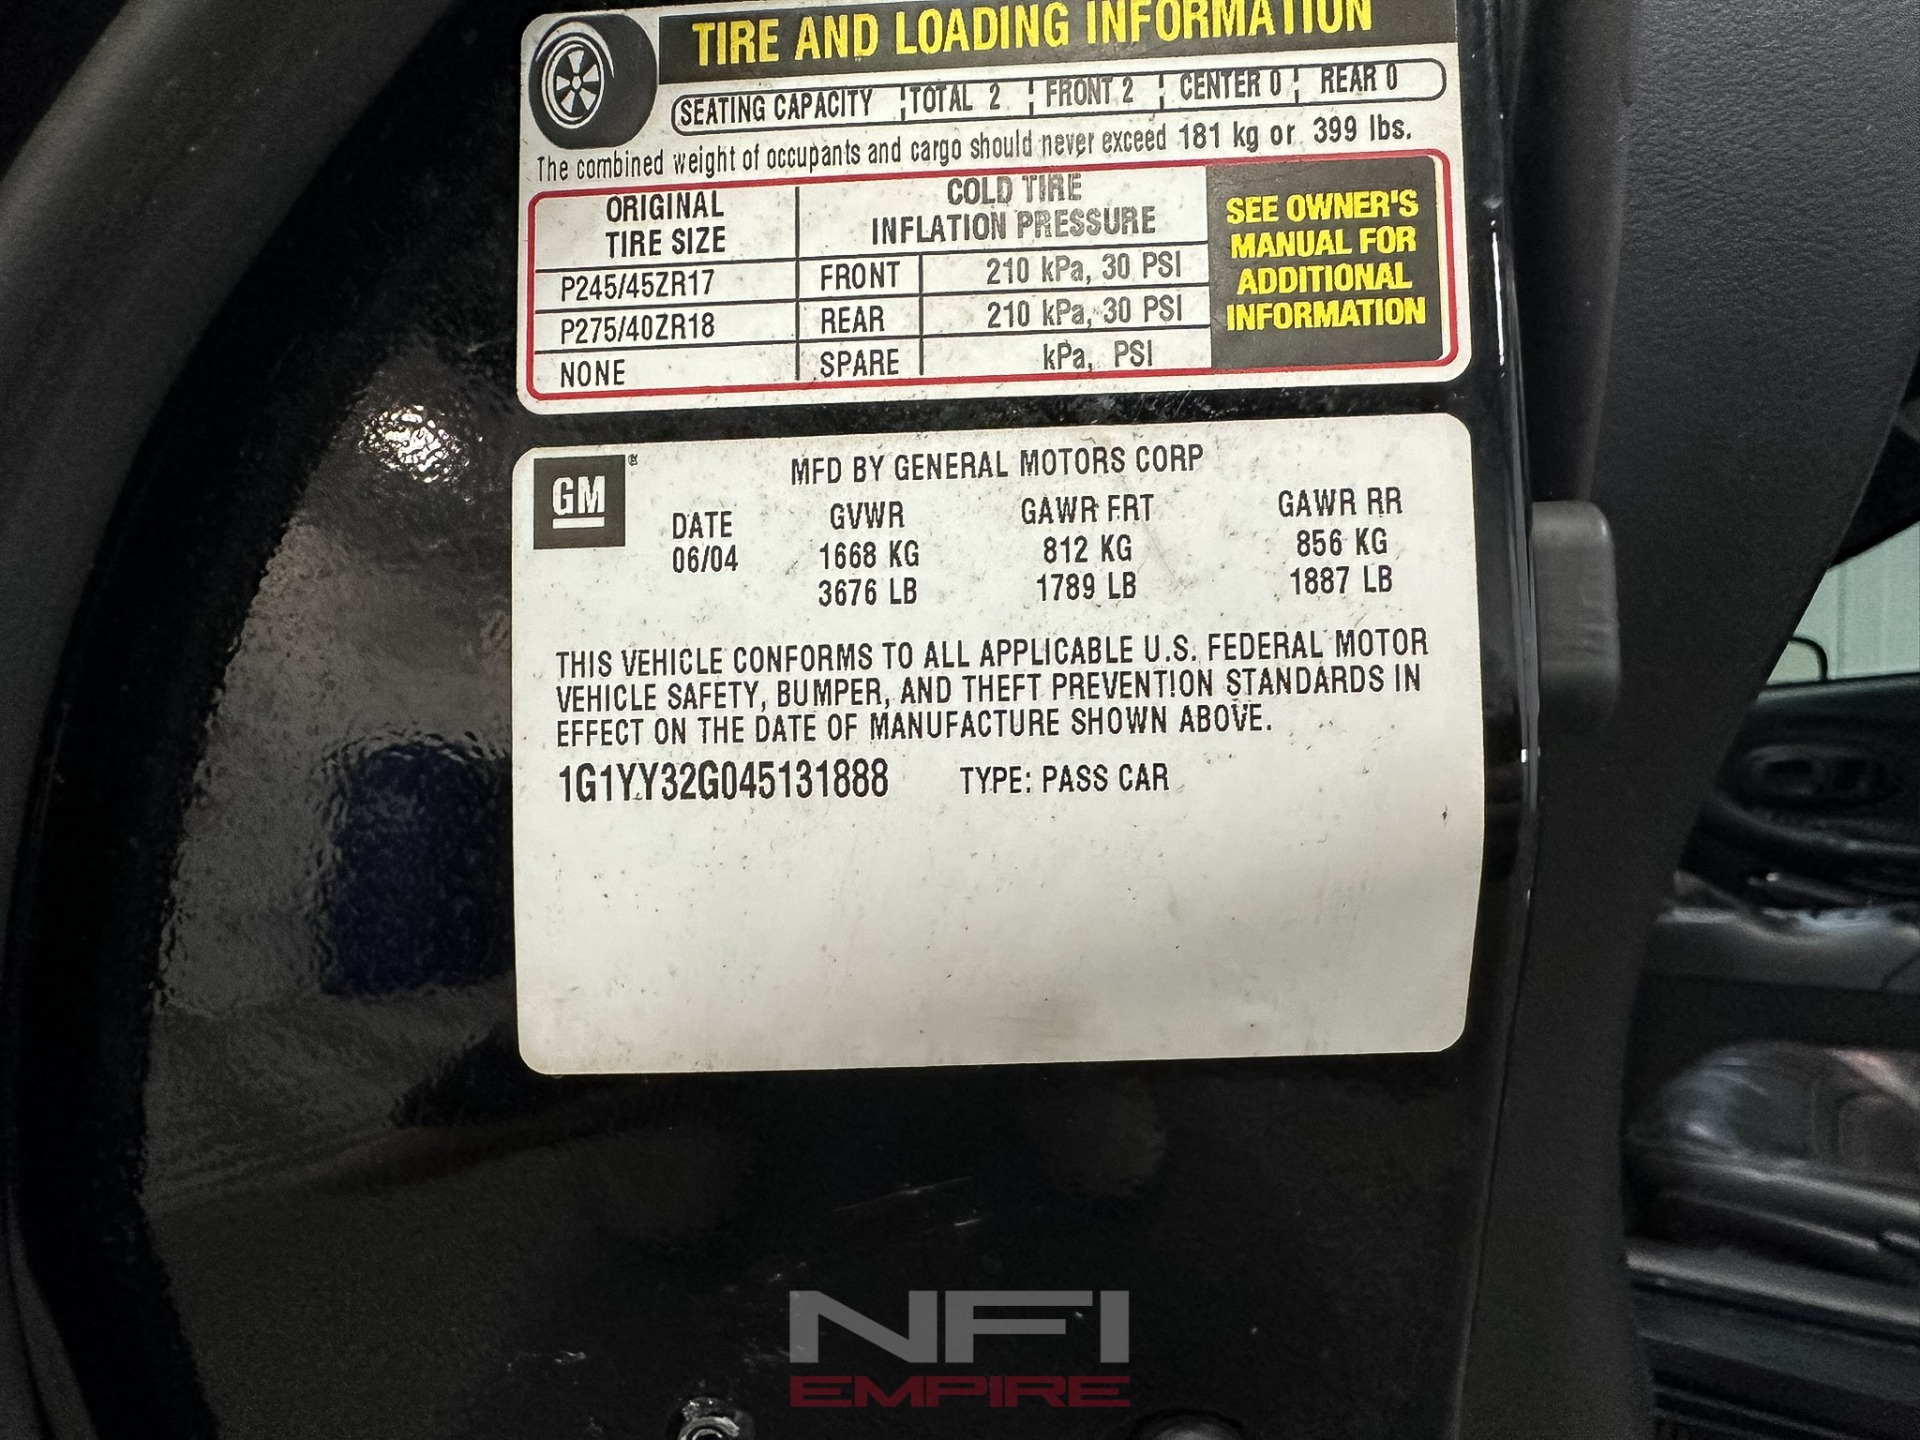 TIRE AND LOADING INFORMATION
SEATING CAPACITY TOTAL 2 FRONT 2 CENTER 0 REAR 0
The combined weight of occupants and cargo should never exceed 181 kg or 399 lbs.
ORIGINAL TIRE SIZE
COLD TIRE INFLATION PRESSURE
P245/45ZR17 FRONT 210 kPa, 30 PSI
P275/40ZR18 REAR 210 kPa, 30 PSI
NONE SPARE kPa, PSI
SEE OWNER'S
MANUAL FOR
ADDITIONAL
INFORMATION
GM®
MFD BY GENERAL MOTORS CORP
DATE GVWR GAWR FRT GAWR RR
06/04 1668 KG 812 KG 856 KG
3676 LB 1789 LB 1887 LB
THIS VEHICLE CONFORMS TO ALL APPLICABLE U.S. FEDERAL MOTOR
VEHICLE SAFETY, BUMPER, AND THEFT PREVENTION STANDARDS IN
EFFECT ON THE DATE OF MANUFACTURE SHOWN ABOVE.
1G1YY32G045131888 TYPE: PASS CAR
NFI
EMPIRE